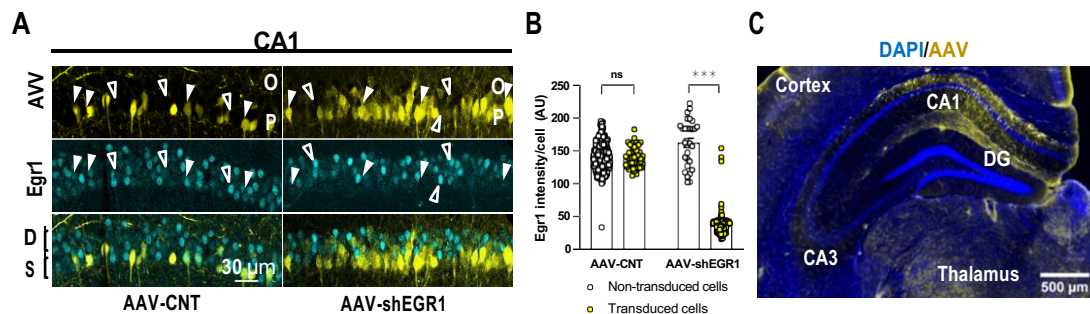 A
CA1
AVV
O
P
O
P
Egr1
D
S
30 µm
AAV-CNT
AAV-shEGR1
B
ns
***
Egr1 intensity/cell (AU)
250
200
150
100
50
0
AAV-CNT
AAV-shEGR1
Non-transduced cells
Transduced cells
C
DAPI/AAV
Cortex
CA1
DG
CA3
Thalamus
500 µm